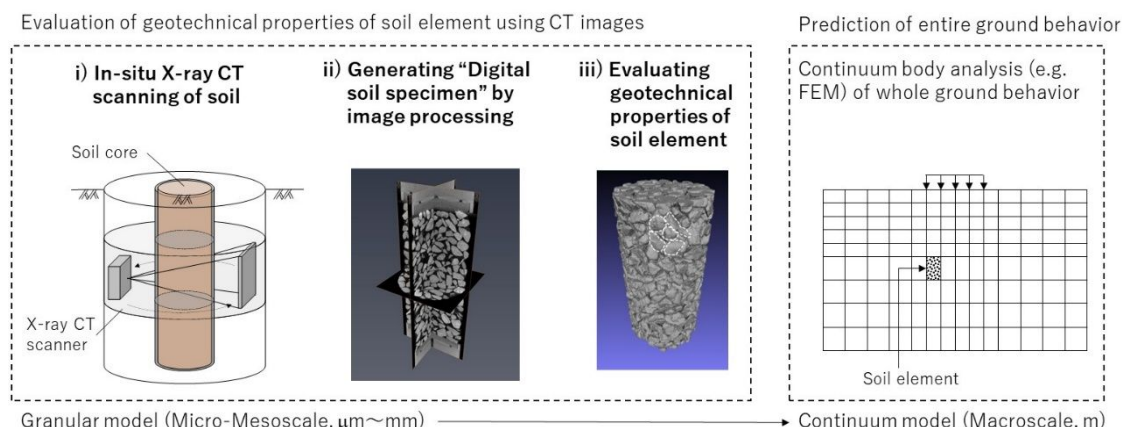 Evaluation of geotechnical properties of soil element using CT images
Prediction of entire ground behavior
i) In-situ X-ray CT
scanning of soil
ii) Generating “Digital
soil specimen” by
image processing
iii) Evaluating
geotechnical
properties of
soil element
Continuum body analysis (e.g.
FEM) of whole ground behavior
Soil core
X-ray CT
scanner
Soil element
Granular model (Micro-Mesoscale, μm～mm)
Continuum model (Macroscale, m)